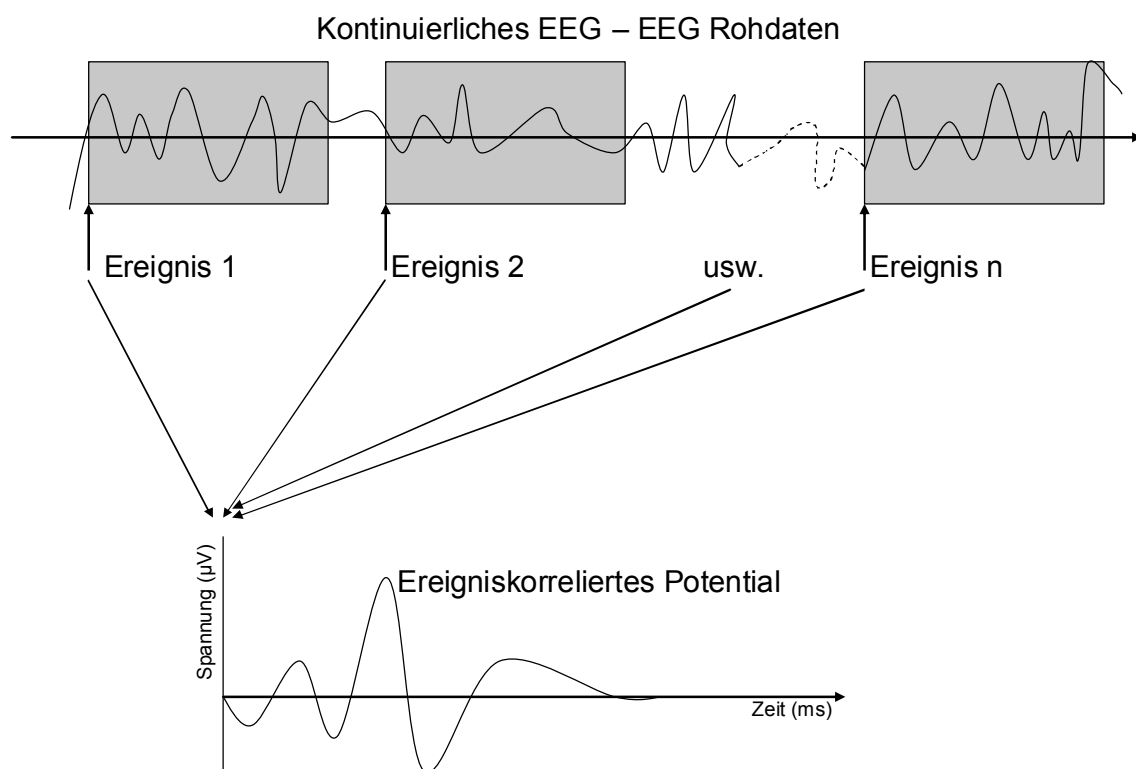 Kontinuierliches EEG – EEG Rohdaten
Ereignis 1
Ereignis 2
usw.
Ereignis n
Spannung (µV)
Ereigniskorreliertes Potential
Zeit (ms)